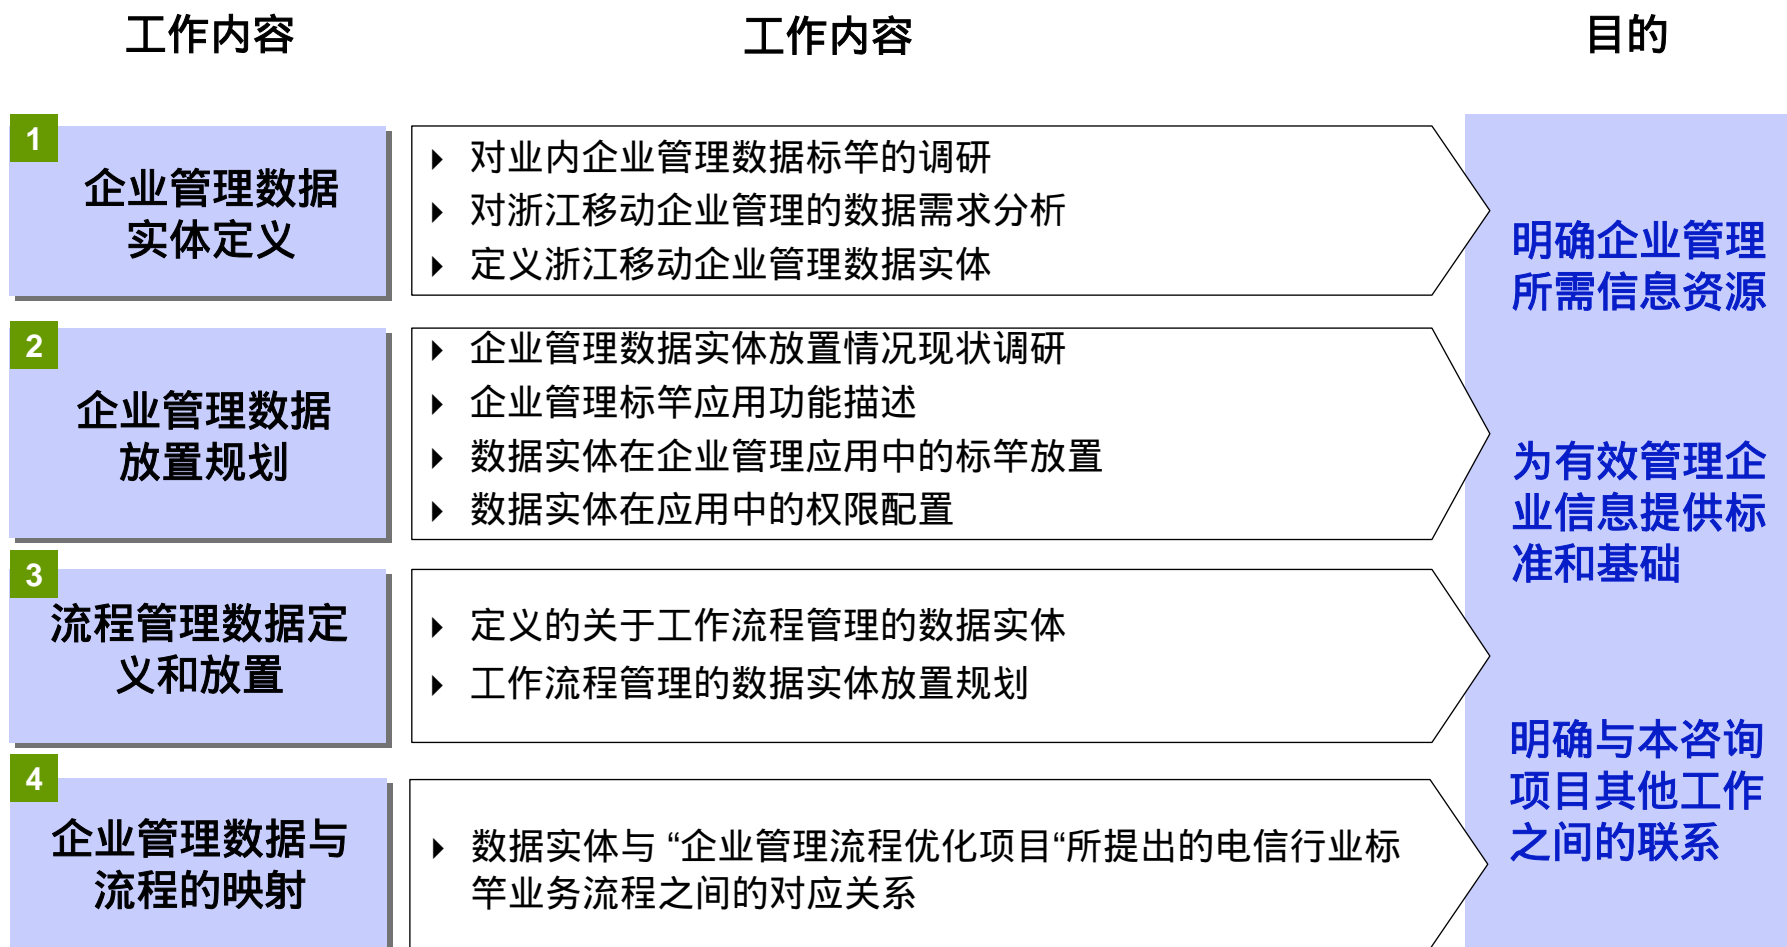 工作内容
工作内容
目的
1
企业管理数据
实体定义
对业内企业管理数据标竿的调研
对浙江移动企业管理的数据需求分析
定义浙江移动企业管理数据实体
2
企业管理数据
放置规划
企业管理数据实体放置情况现状调研
企业管理标竿应用功能描述
数据实体在企业管理应用中的标竿放置
数据实体在应用中的权限配置
3
流程管理数据定
义和放置
定义的关于工作流程管理的数据实体
工作流程管理的数据实体放置规划
4
企业管理数据与
流程的映射
数据实体与 “企业管理流程优化项目“所提出的电信行业标
竿业务流程之间的对应关系
明确企业管理
所需信息资源
为有效管理企
业信息提供标
准和基础
明确与本咨询
项目其他工作
之间的联系